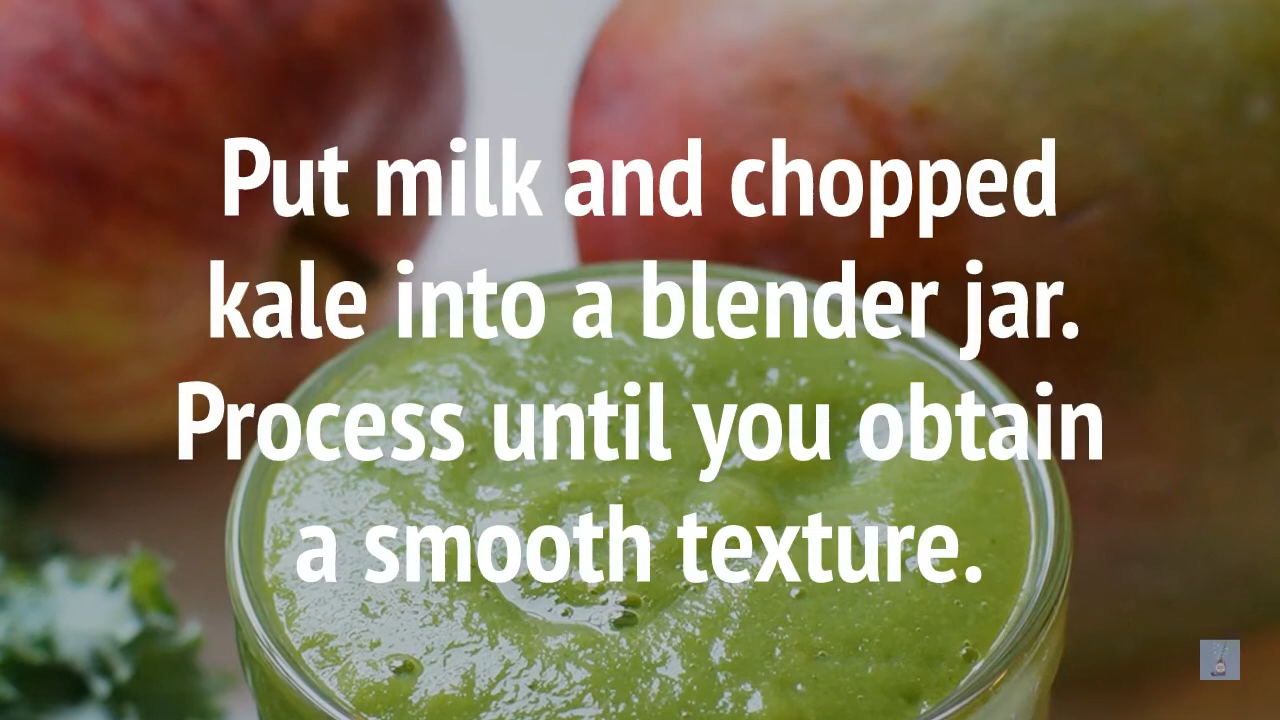 Put milk and chopped
kale into a blender jar.
Process until you obtain
a smooth texture.